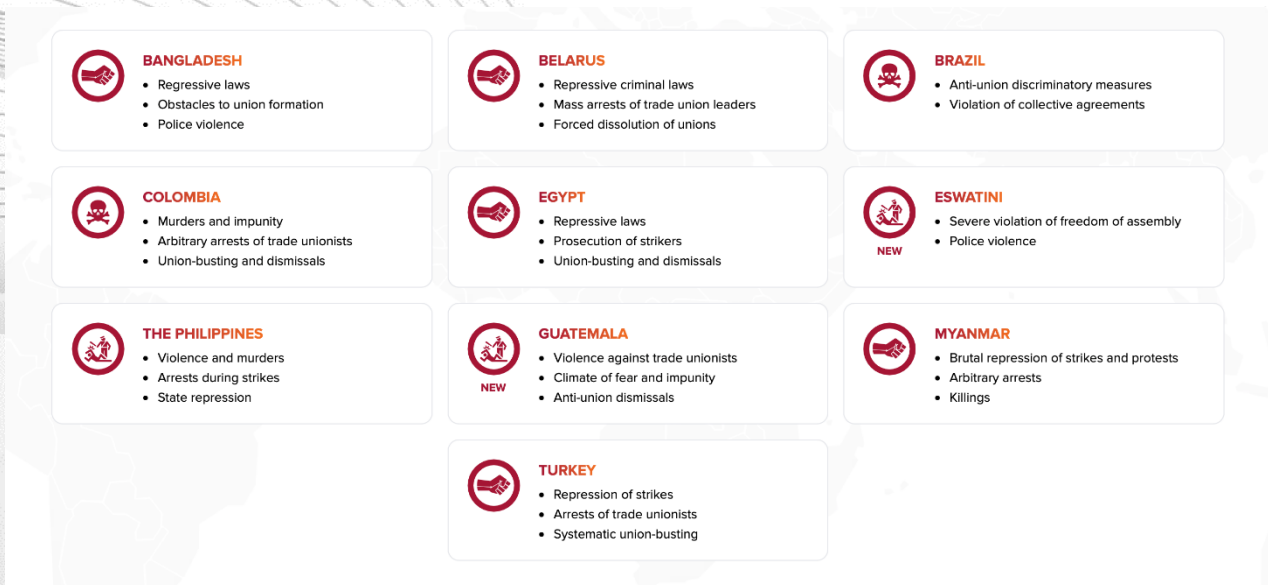 BANGLADESH
• Regressive laws
• Obstacles to union formation
• Police violence
BELARUS
• Repressive criminal laws
• Mass arrests of trade union leaders
• Forced dissolution of unions
BRAZIL
• Anti-union discriminatory measures
• Violation of collective agreements
COLOMBIA
• Murders and impunity
• Arbitrary arrests of trade unionists
• Union-busting and dismissals
EGYPT
• Repressive laws
• Prosecution of strikers
• Union-busting and dismissals
NEW
ESWATINI
• Severe violation of freedom of assembly
• Police violence
THE PHILIPPINES
• Violence and murders
• Arrests during strikes
• State repression
NEW
GUATEMALA
• Violence against trade unionists
• Climate of fear and impunity
• Anti-union dismissals
MYANMAR
• Brutal repression of strikes and protests
• Arbitrary arrests
• Killings
TURKEY
• Repression of strikes
• Arrests of trade unionists
• Systematic union-busting